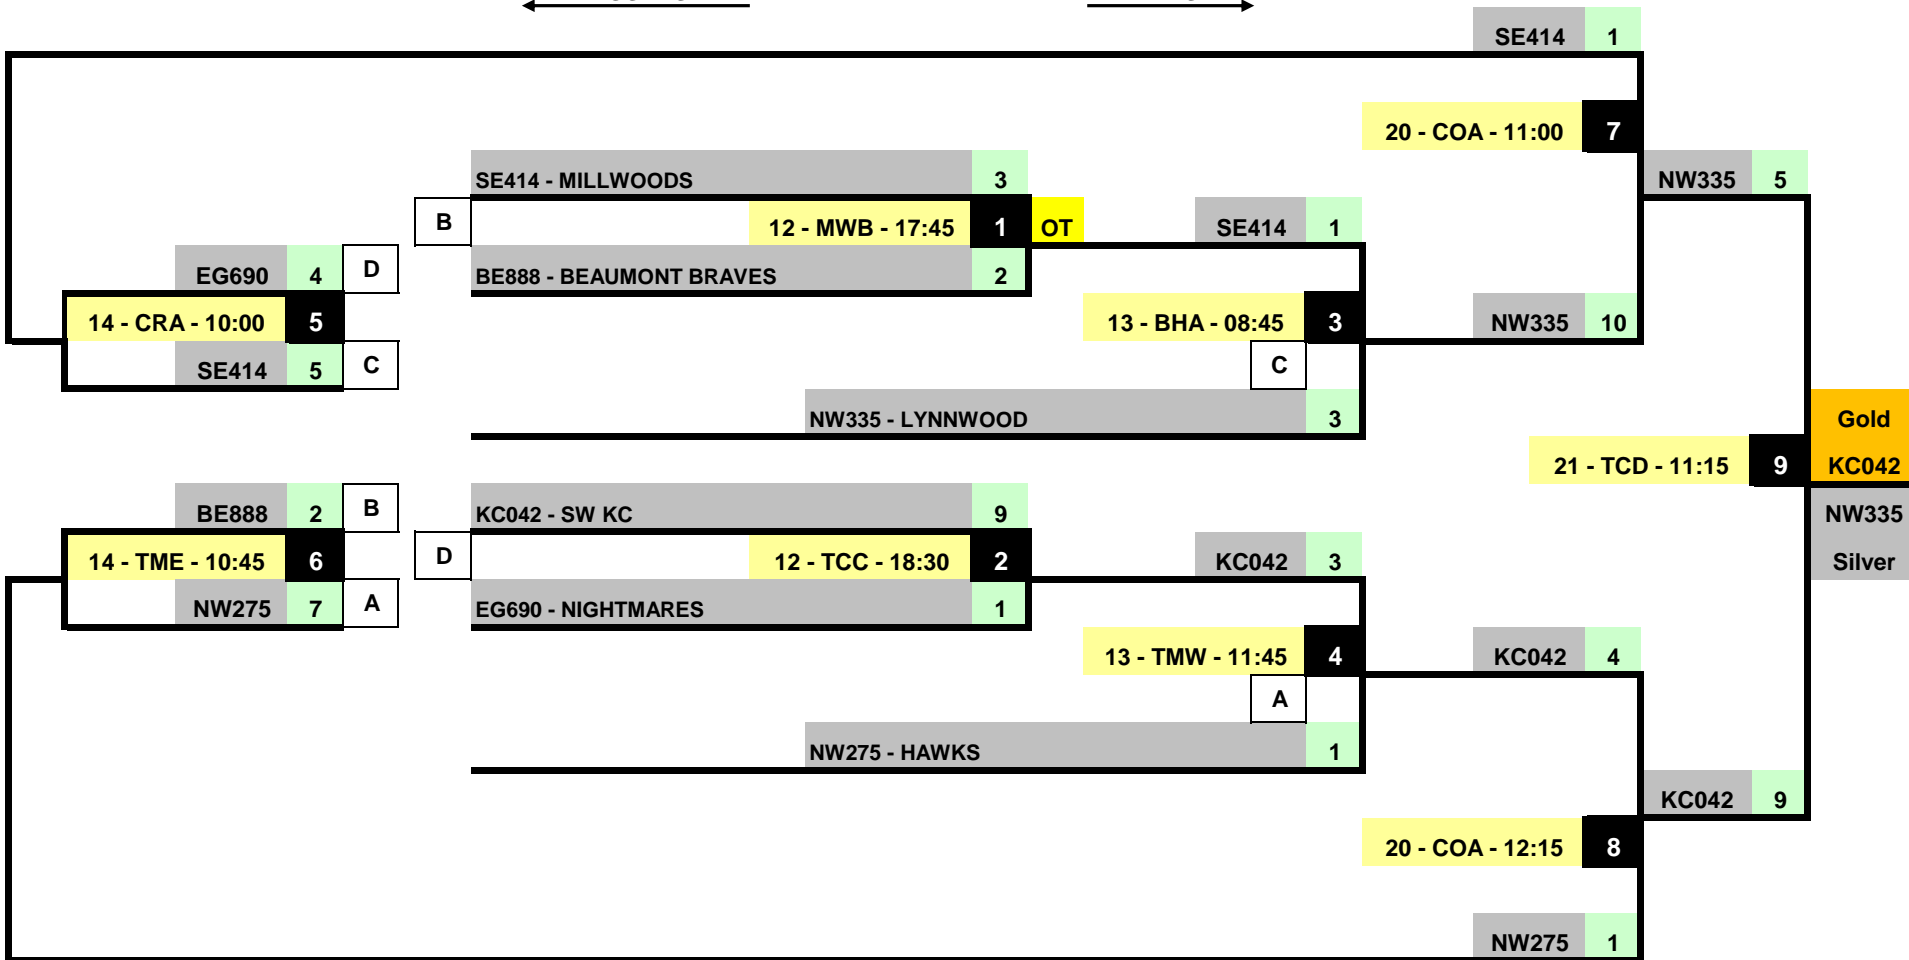 SE414 1
20 - COA - 11:00 7
SE414 - MILLWOODS 3
NW335 5
B 12 - MWB - 17:45 1 OT SE414 1
EG690 4 D BE888 - BEAUMONT BRAVES 2
14 - CRA - 10:00 5 13 - BHA - 08:45 3 NW335 10
SE414 5 C C
NW335 - LYNNWOOD 3 Gold
21 - TCD - 11:15 9 KC042
BE888 2 B KC042 - SW KC 9 NW335
14 - TME - 10:45 6 D 12 - TCC - 18:30 2 KC042 3 Silver
NW275 7 A EG690 - NIGHTMARES 1
13 - TMW - 11:45 4 KC042 4
A
NW275 - HAWKS 1
KC042 9
20 - COA - 12:15 8
NW275 1